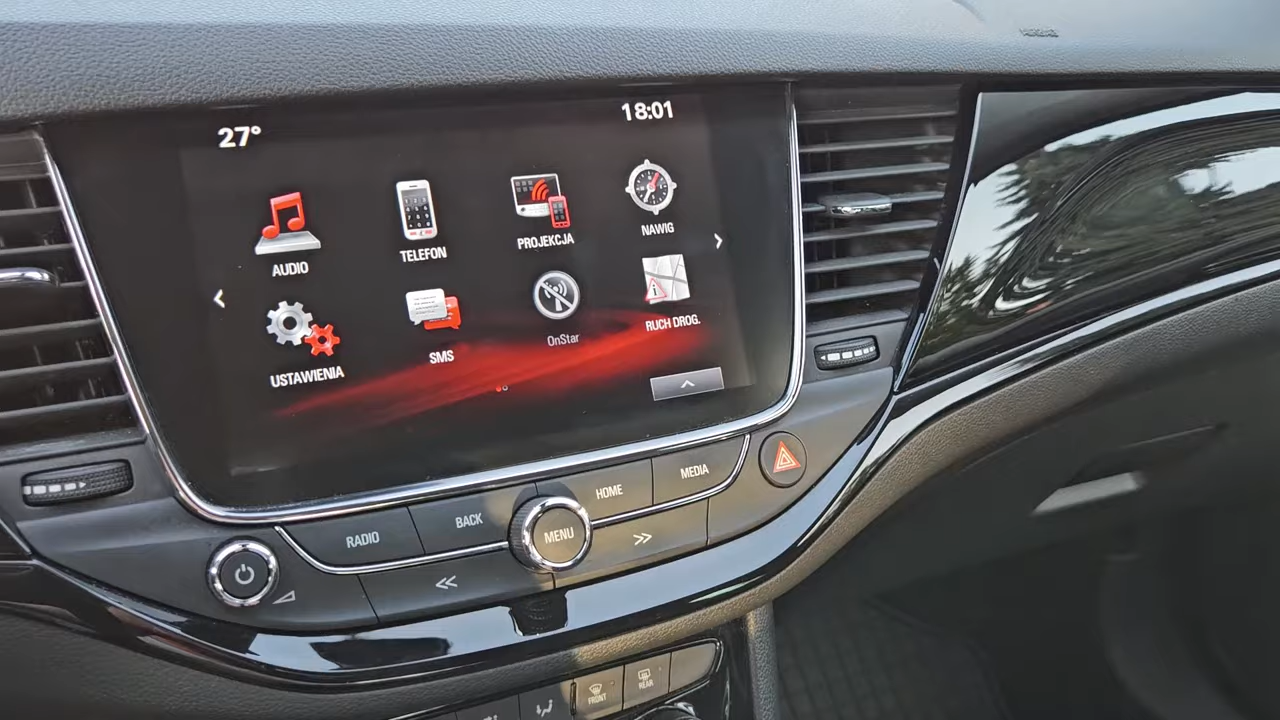 27°
18:01
AUDIO
TELEFON
PROJEKCJA
NAWIG
USTAWIENIA
SMS
OnStar
RUCH DROG.
RADIO
BACK
MENU
HOME
MEDIA
FRONT
REAR